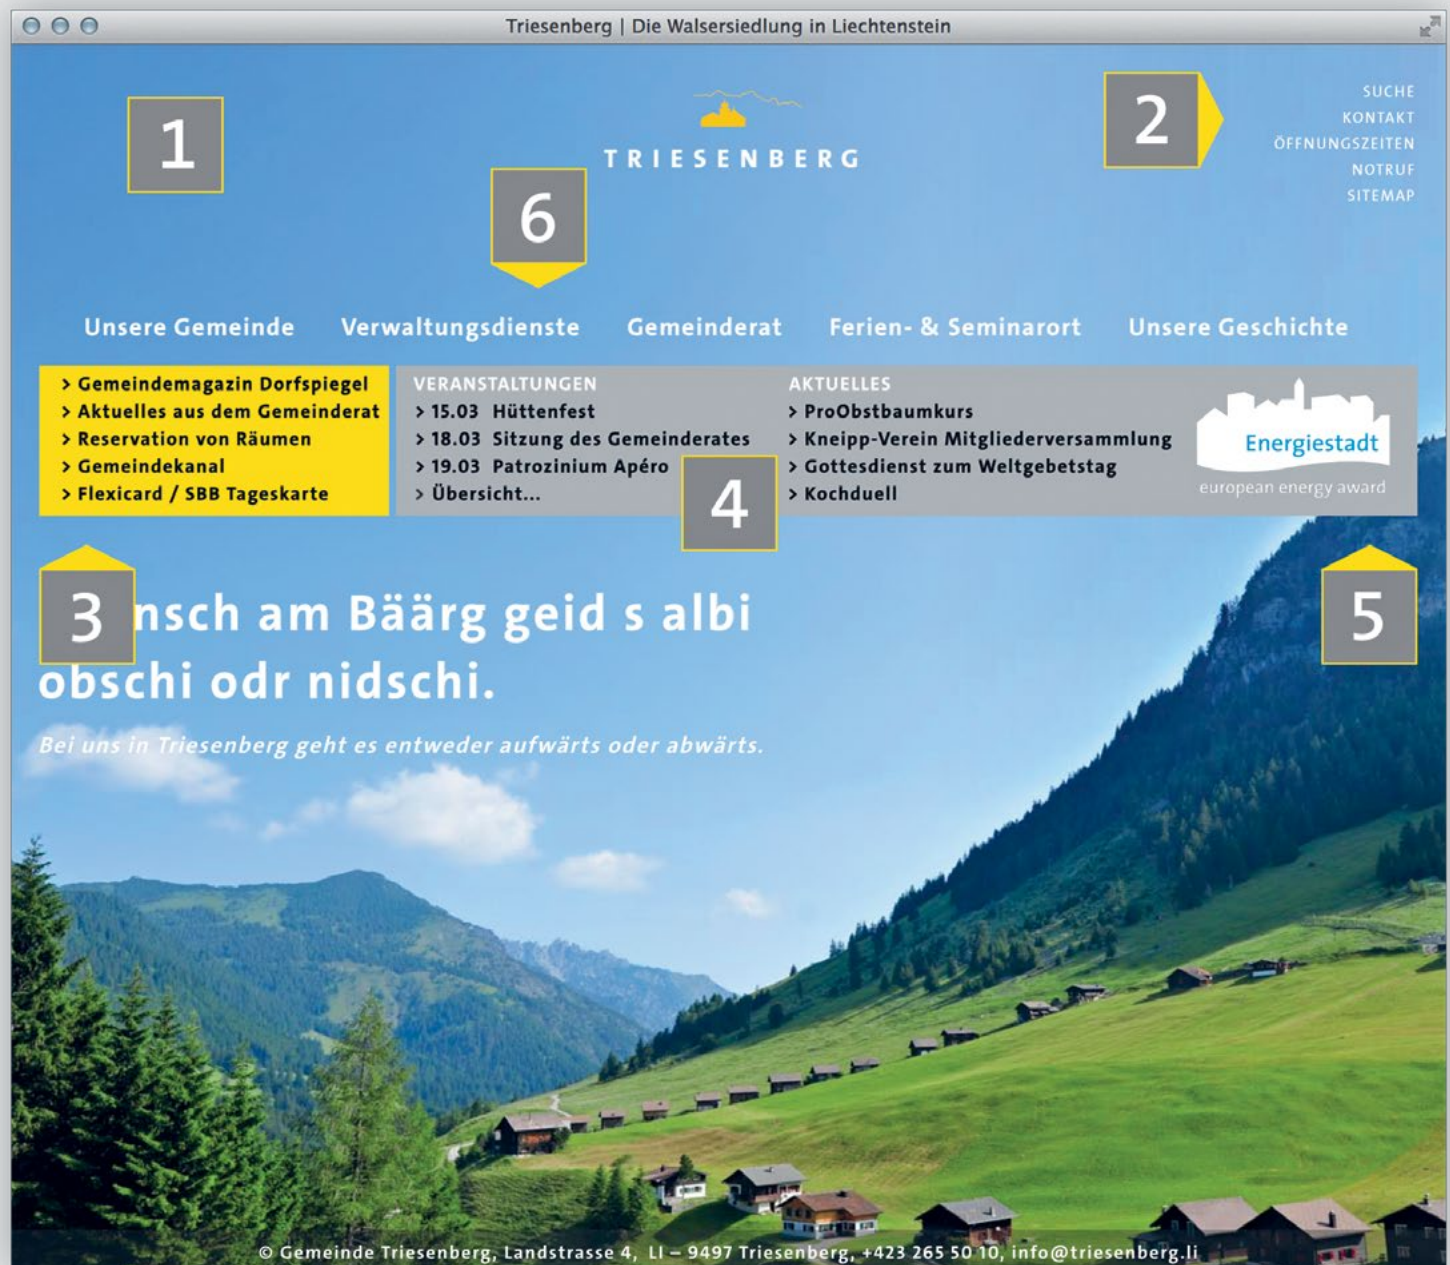 Triesenberg | Die Walsersiedlung in Liechtenstein
1
TRIESENBERG
2
SUCHE
KONTAKT
ÖFFNUNGSZEITEN
NOTRUF
SITEMAP
6
Unsere Gemeinde Verwaltungsdienste Gemeinderat Ferien- & Seminarort Unsere Geschichte
> Gemeindemagazin Dorfspiegel
> Aktuelles aus dem Gemeinderat
> Reservation von Räumen
> Gemeindekanal
> Flexicard / SBB Tageskarte
VERANSTALTUNGEN
> 15.03 Hüttenfest
> 18.03 Sitzung des Gemeinderates
> 19.03 Patrozinium Apéro
> Übersicht...
4
AKTUELLES
> ProObstbaumkurs
> Kneipp-Verein Mitgliederversammlung
> Gottesdienst zum Weltgebetstag
> Kochduell
Energiestadt
european energy award
3
5
nsch am Bäärg geid s albi
obschi odr nidschi.
Bei uns in Triesenberg geht es entweder aufwärts oder abwärts.
© Gemeinde Triesenberg, Landstrasse 4, LI – 9497 Triesenberg, +423 265 50 10, info@triesenberg.li